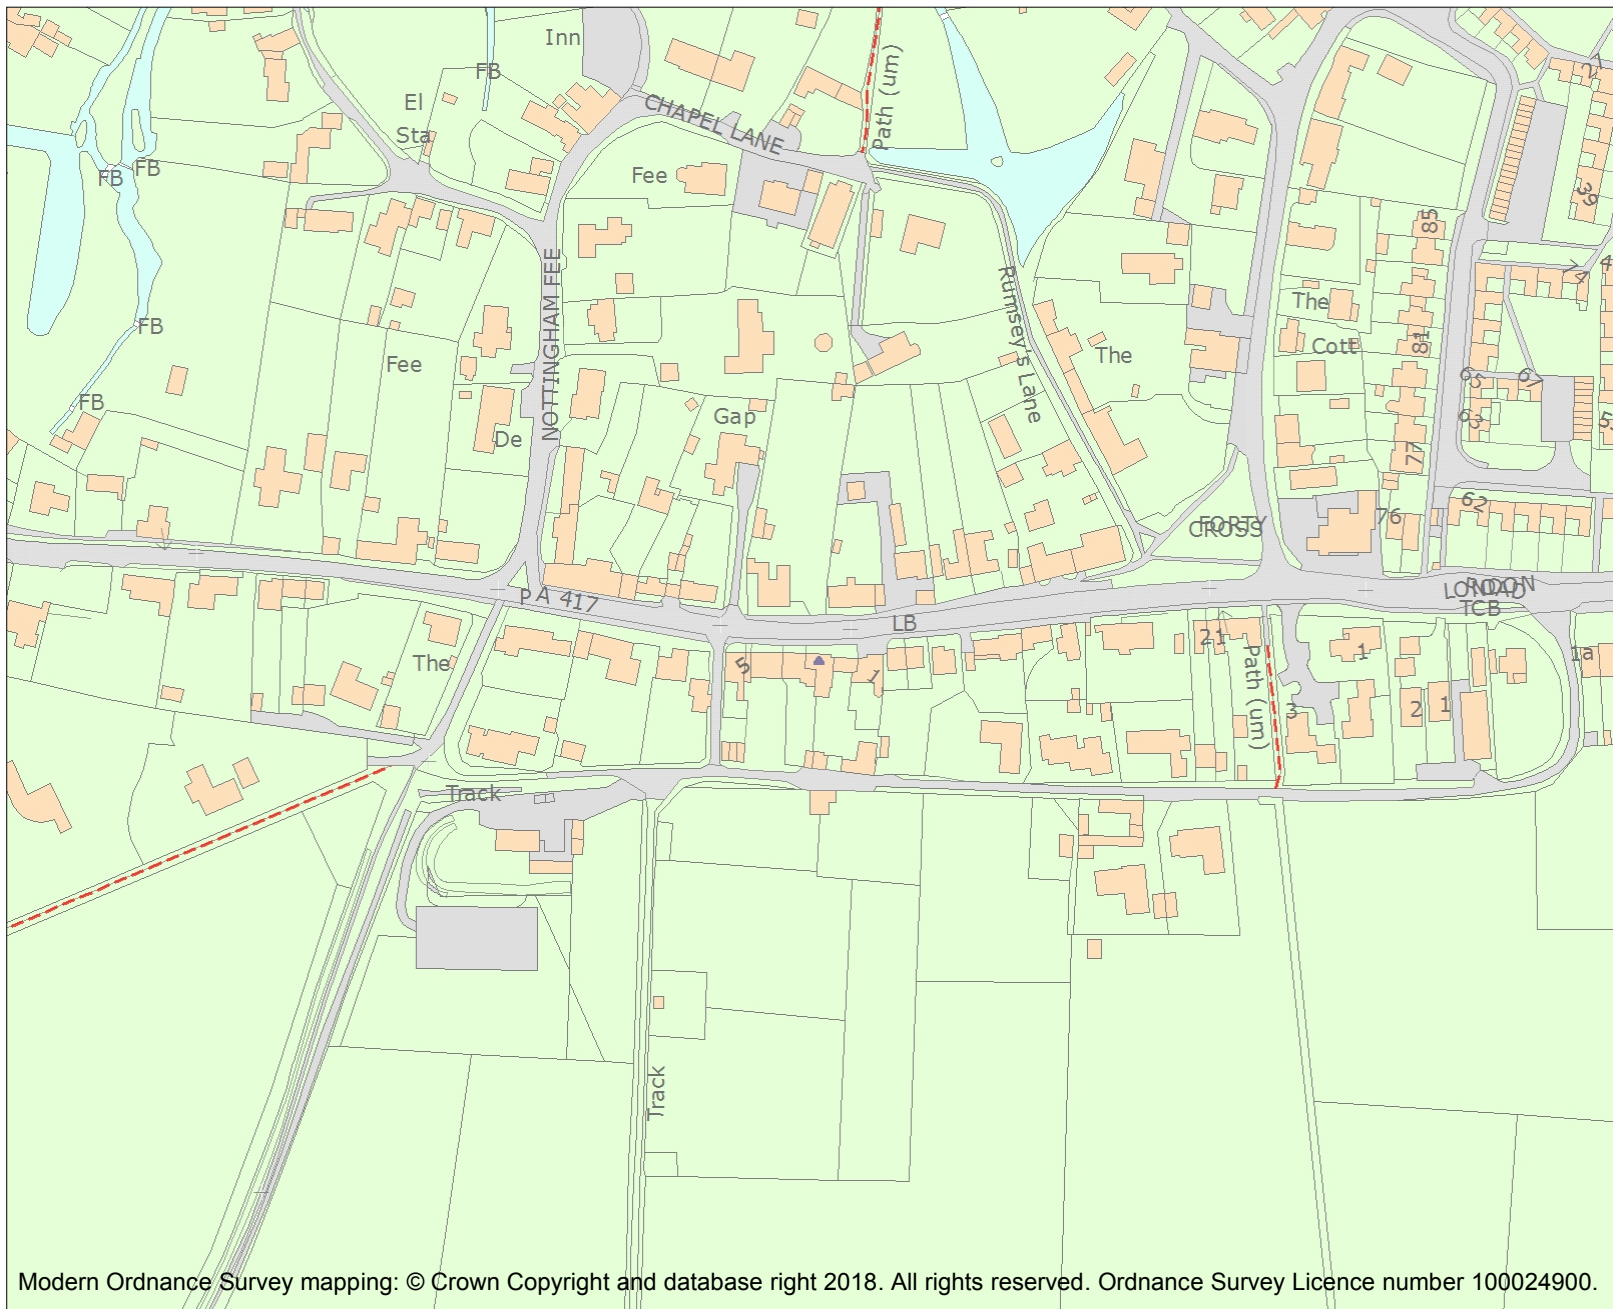 Inn
FB
El
Sta
CHAPEL LANE
Path (um)
27
FB
FB
Fee
39
85
NOTTINGHAM FEE
Rumsey's Lane
74
The
FB
Fee
The
Cott
81
FB
65
67
63
De
Gap
77
62
76
FORTY
CROSS
P
A 417
LONDON
ROAD
TCB
LB
21
The
5
1
Path (um)
1
1a
3
2
1
Track
Track
Modern Ordnance Survey mapping: © Crown Copyright and database right 2018. All rights reserved. Ordnance Survey Licence number 100024900.